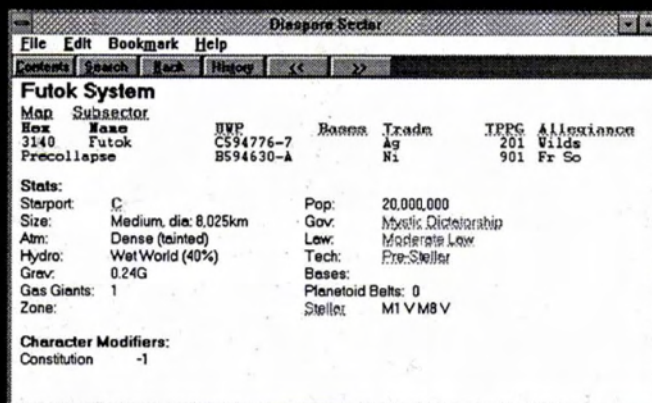 Diaspora Sector
File Edit Bookmark Help
Contents Search Back History << >>
Futok System
Map Subsector
Hex Name UWP Bases Trade TPPG Allegiance
3140 Futok C594776-7 Ag 201 Wilds
Precollapse B594630-A Ni 901 Fr So
Stats:
Starport: C Pop: 20,000,000
Size: Medium, dia: 8,025km Gov: Mystic Dictatorship
Atm: Dense (tainted) Law: Moderate Law
Hydro: Wet World (40%) Tech: Pre-Stellar
Grav: 0.24G Bases:
Gas Giants: 1 Planetoid Belts: 0
Zone: Stellar M1 V M8 V
Character Modifiers:
Constitution -1